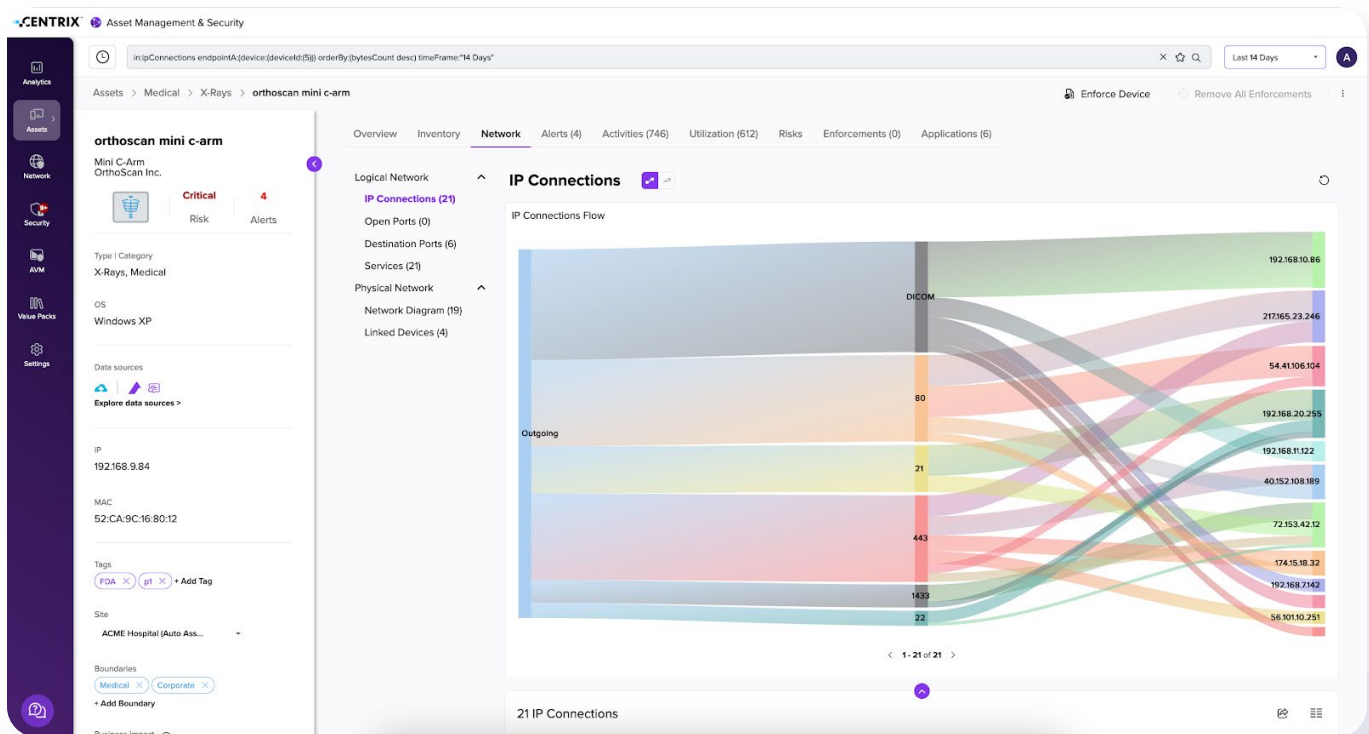 CENTRIX
Asset Management & Security
in:ipConnections endpointA:(device:(deviceId:(5))) orderBy:(bytesCount desc) timeFrame:"14 Days"
Last 14 Days
A
Analytics
Assets
Network
9+
Security
AVM
Value Packs
Settings
Assets > Medical > X-Rays > orthoscan mini c-arm
Enforce Device
Remove All Enforcements
orthoscan mini c-arm
Mini C-Arm
OrthoScan Inc.
Critical
Risk
4
Alerts
Type | Category
X-Rays, Medical
OS
Windows XP
Data sources
Explore data sources >
IP
192.168.9.84
MAC
52:CA:9C:16:80:12
Tags
FDA
p1
+ Add Tag
Site
ACME Hospital (Auto Ass...
Boundaries
Medical
Corporate
+ Add Boundary
Business impact
Overview
Inventory
Network
Alerts (4)
Activities (746)
Utilization (612)
Risks
Enforcements (0)
Applications (6)
Logical Network
IP Connections (21)
Open Ports (0)
Destination Ports (6)
Services (21)
Physical Network
Network Diagram (19)
Linked Devices (4)
IP Connections
IP Connections Flow
Outgoing
DICOM
80
21
443
1433
22
192.168.10.86
217.165.23.246
54.41.106.104
192.168.20.255
192.168.11.122
40.152.108.189
72.153.42.12
174.15.18.32
192.168.7.142
56.101.10.251
< 1 - 21 of 21 >
21 IP Connections